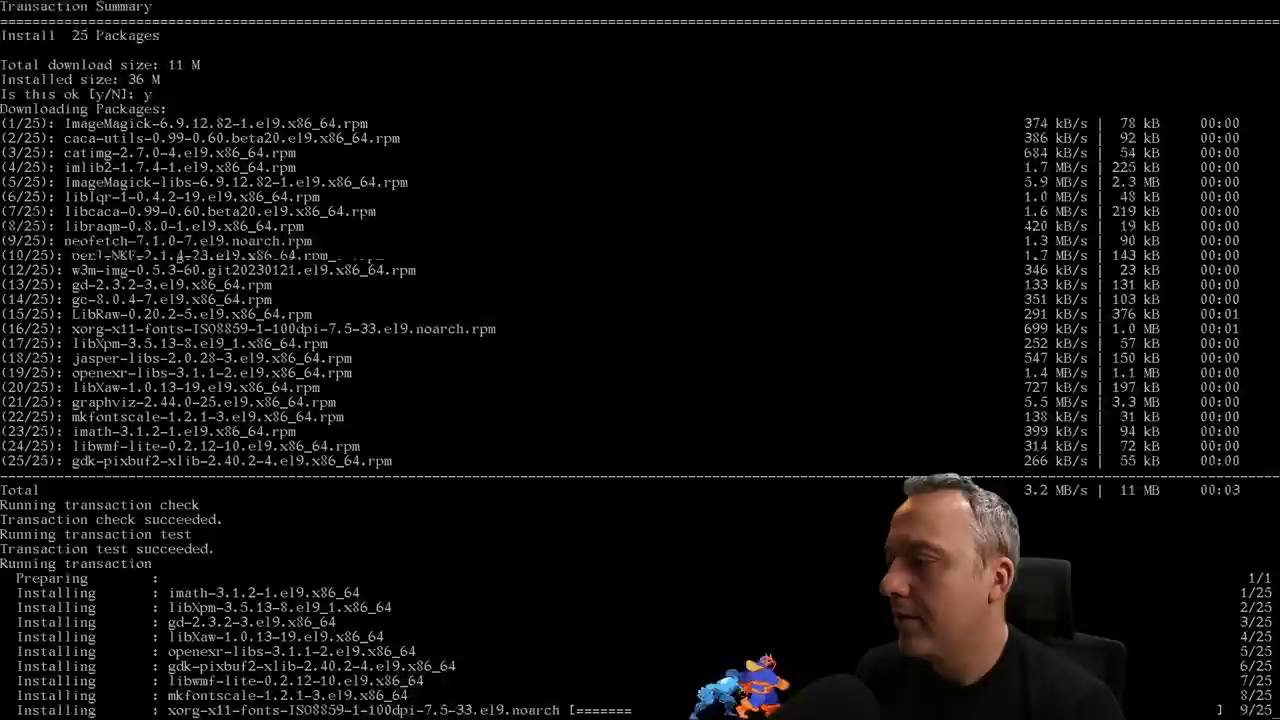 Transaction Summary
Install  25 Packages
Total download size: 11 M
Installed size: 36 M
Is this ok [y/N]: y
Downloading Packages:
(1/25): ImageMagick-6.9.12.82-1.el9.x86_64.rpm 374 kB/s | 78 kB 00:00
(2/25): caca-utils-0.99-0.60.beta20.el9.x86_64.rpm 386 kB/s | 92 kB 00:00
(3/25): catimg-2.7.0-4.el9.x86_64.rpm 684 kB/s | 54 kB 00:00
(4/25): imlib2-1.7.4-1.el9.x86_64.rpm 1.7 MB/s | 225 kB 00:00
(5/25): ImageMagick-libs-6.9.12.82-1.el9.x86_64.rpm 5.9 MB/s | 2.3 MB 00:00
(6/25): liblqr-1-0.4.2-19.el9.x86_64.rpm 1.0 MB/s | 48 kB 00:00
(7/25): libcaca-0.99-0.60.beta20.el9.x86_64.rpm 1.6 MB/s | 219 kB 00:00
(8/25): libraqm-0.8.0-1.el9.x86_64.rpm 420 kB/s | 19 kB 00:00
(9/25): neofetch-7.1.0-7.el9.noarch.rpm 1.3 MB/s | 90 kB 00:00
(10/25): perl-NKF-2.1.4-23.el9.x86_64.rpm 1.7 MB/s | 143 kB 00:00
(12/25): w3m-img-0.5.3-60.git20230121.el9.x86_64.rpm 346 kB/s | 23 kB 00:00
(13/25): gd-2.3.2-3.el9.x86_64.rpm 133 kB/s | 131 kB 00:00
(14/25): gc-8.0.4-7.el9.x86_64.rpm 351 kB/s | 103 kB 00:00
(15/25): LibRaw-0.20.2-5.el9.x86_64.rpm 291 kB/s | 376 kB 00:01
(16/25): xorg-x11-fonts-ISO8859-1-100dpi-7.5-33.el9.noarch.rpm 699 kB/s | 1.0 MB 00:01
(17/25): libXpm-3.5.13-8.el9_1.x86_64.rpm 252 kB/s | 57 kB 00:00
(18/25): jasper-libs-2.0.28-3.el9.x86_64.rpm 547 kB/s | 150 kB 00:00
(19/25): openexr-libs-3.1.1-2.el9.x86_64.rpm 1.4 MB/s | 1.1 MB 00:00
(20/25): libXaw-1.0.13-19.el9.x86_64.rpm 727 kB/s | 197 kB 00:00
(21/25): graphviz-2.44.0-25.el9.x86_64.rpm 5.5 MB/s | 3.3 MB 00:00
(22/25): mkfontscale-1.2.1-3.el9.x86_64.rpm 138 kB/s | 31 kB 00:00
(23/25): imath-3.1.2-1.el9.x86_64.rpm 399 kB/s | 94 kB 00:00
(24/25): libwmf-lite-0.2.12-10.el9.x86_64.rpm 314 kB/s | 72 kB 00:00
(25/25): gdk-pixbuf2-xlib-2.40.2-4.el9.x86_64.rpm 266 kB/s | 55 kB 00:00
Total 3.2 MB/s | 11 MB 00:03
Running transaction check
Transaction check succeeded.
Running transaction test
Transaction test succeeded.
Running transaction
Preparing : 1/1
Installing : imath-3.1.2-1.el9.x86_64 1/25
Installing : libXpm-3.5.13-8.el9_1.x86_64 2/25
Installing : gd-2.3.2-3.el9.x86_64 3/25
Installing : libXaw-1.0.13-19.el9.x86_64 4/25
Installing : openexr-libs-3.1.1-2.el9.x86_64 5/25
Installing : gdk-pixbuf2-xlib-2.40.2-4.el9.x86_64 6/25
Installing : libwmf-lite-0.2.12-10.el9.x86_64 7/25
Installing : mkfontscale-1.2.1-3.el9.x86_64 8/25
Installing : xorg-x11-fonts-ISO8859-1-100dpi-7.5-33.el9.noarch [======= ] 9/25